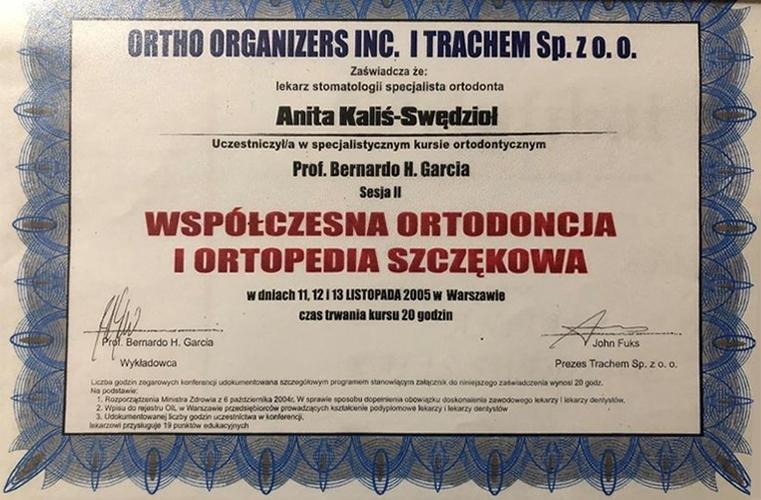 ORTHO ORGANIZERS INC. I TRACHEM Sp. z o. o.
Zaświadcza że:
lekarz stomatologii specjalista ortodonta
Anita Kaliś-Swędzioł
Uczestniczył/a w specjalistycznym kursie ortodontycznym
Prof. Bernardo H. Garcia
Sesja II
WSPÓŁCZESNA ORTODONCJA
I ORTOPEDIA SZCZĘKOWA
w dniach 11, 12 i 13 LISTOPADA 2005 w Warszawie
czas trwania kursu 20 godzin
Prof. Bernardo H. Garcia
Wykładowca
John Fuks
Prezes Trachem Sp. z o. o.
Liczba godzin zegarowych konferencji udokumentowana szczegółowym programem stanowiącym załącznik do niniejszego zaświadczenia wynosi 20 godz.
Na podstawie:
1. Rozporządzenia Ministra Zdrowia z 6 października 2004r. W sprawie sposobu dopełnienia obowiązku doskonalenia zawodowego lekarzy i lekarzy dentystów,
2. Wpisu do rejestru OIL w Warszawie przedsiębiorców prowadzących kształcenie podyplomowe lekarzy i lekarzy dentystów
3. Udokumentowanej liczby godzin uczestnictwa w konferencji.
lekarzowi przysługuje 19 punktów edukacyjnych